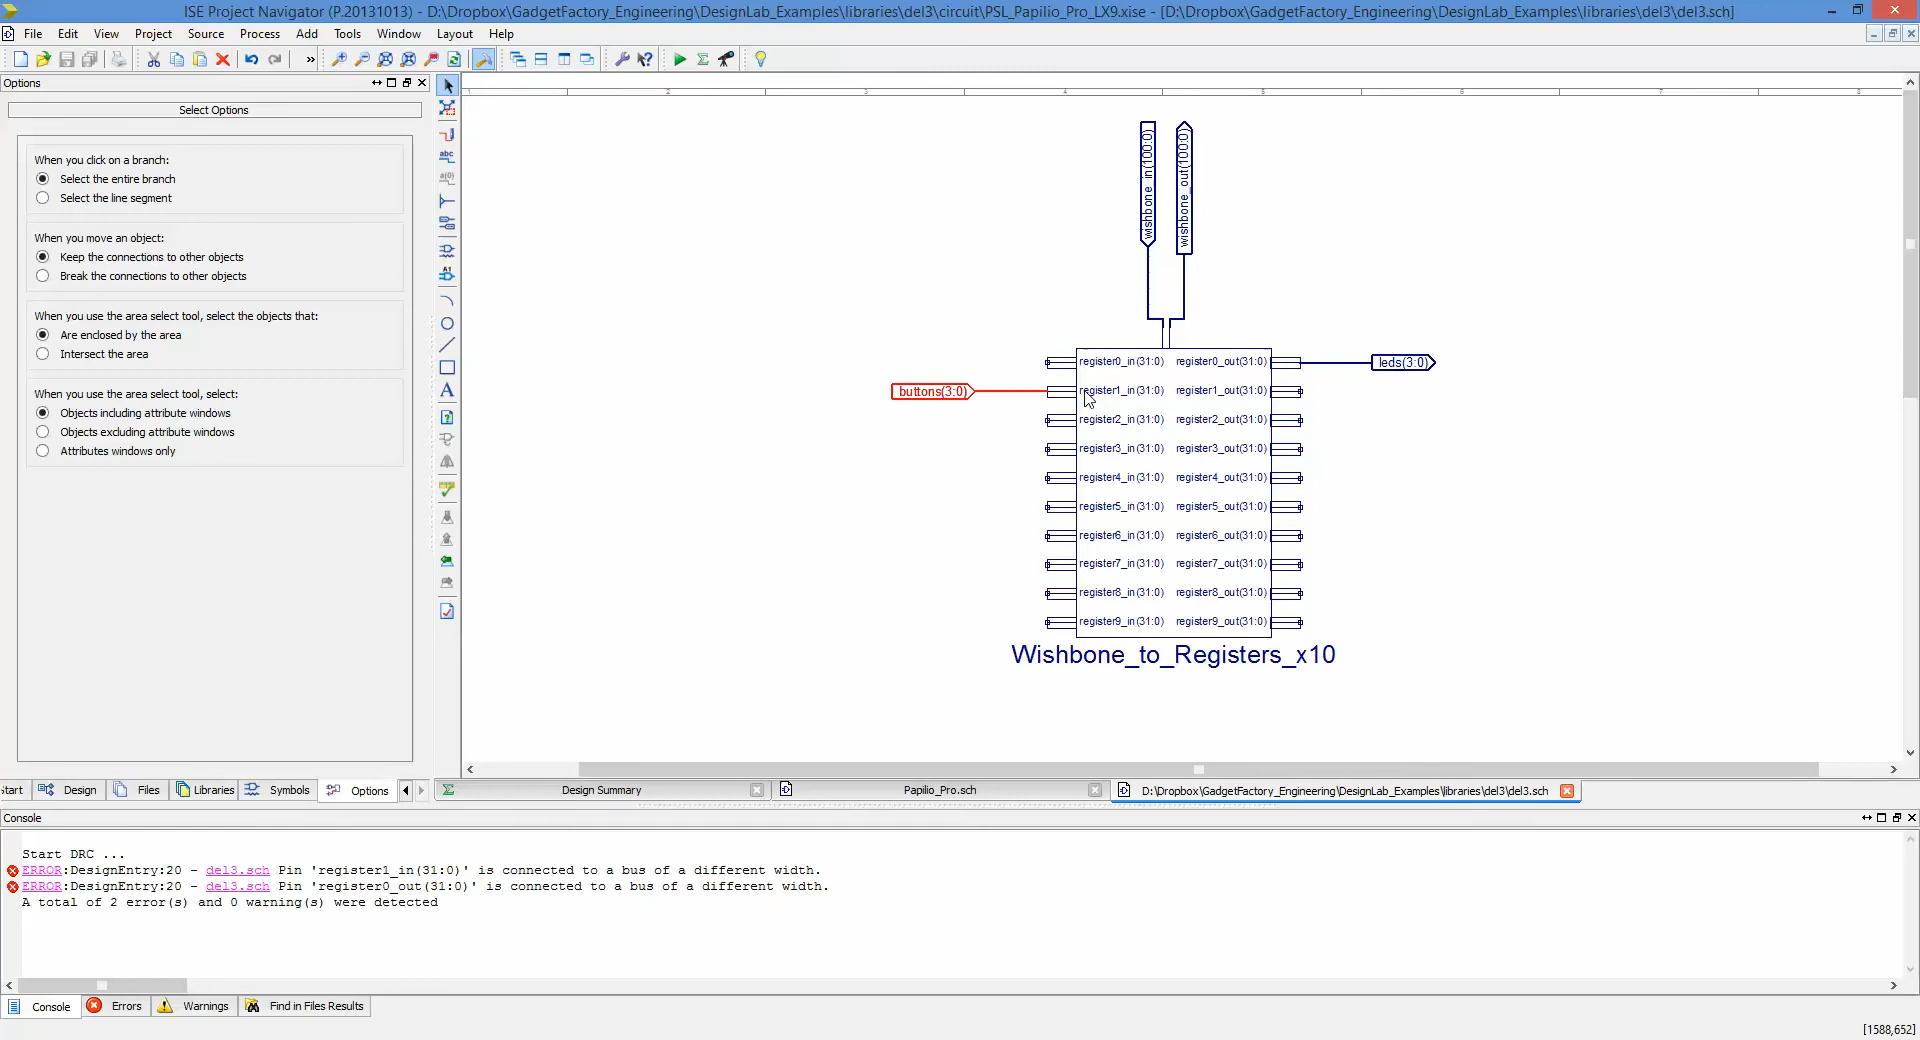 ISE Project Navigator (P.20131013) - D:\Dropbox\GadgetFactory_Engineering\DesignLab_Examples\libraries\del3\circuit\PSL_Papilio_Pro_LX9.xise - [D:\Dropbox\GadgetFactory_Engineering\DesignLab_Examples\libraries\del3\del3.sch]
File Edit View Project Source Process Add Tools Window Layout Help
Options
Select Options
When you click on a branch:
Select the entire branch
Select the line segment
When you move an object:
Keep the connections to other objects
Break the connections to other objects
When you use the area select tool, select the objects that:
Are enclosed by the area
Intersect the area
When you use the area select tool, select:
Objects including attribute windows
Objects excluding attribute windows
Attributes windows only
wishbone_in(100:0)
wishbone_out(100:0)
register0_in(31:0) register0_out(31:0) leds(3:0)
buttons(3:0) register1_in(31:0) register1_out(31:0)
register2_in(31:0) register2_out(31:0)
register3_in(31:0) register3_out(31:0)
register4_in(31:0) register4_out(31:0)
register5_in(31:0) register5_out(31:0)
register6_in(31:0) register6_out(31:0)
register7_in(31:0) register7_out(31:0)
register8_in(31:0) register8_out(31:0)
register9_in(31:0) register9_out(31:0)
Wishbone_to_Registers_x10
tart Design Files Libraries Symbols Options
Design Summary Papilio_Pro.sch D:\Dropbox\GadgetFactory_Engineering\DesignLab_Examples\libraries\del3\del3.sch
Console
Start DRC ...
ERROR:DesignEntry:20 - del3.sch Pin 'register1_in(31:0)' is connected to a bus of a different width.
ERROR:DesignEntry:20 - del3.sch Pin 'register0_out(31:0)' is connected to a bus of a different width.
A total of 2 error(s) and 0 warning(s) were detected
Console Errors Warnings Find in Files Results
[1588,652]